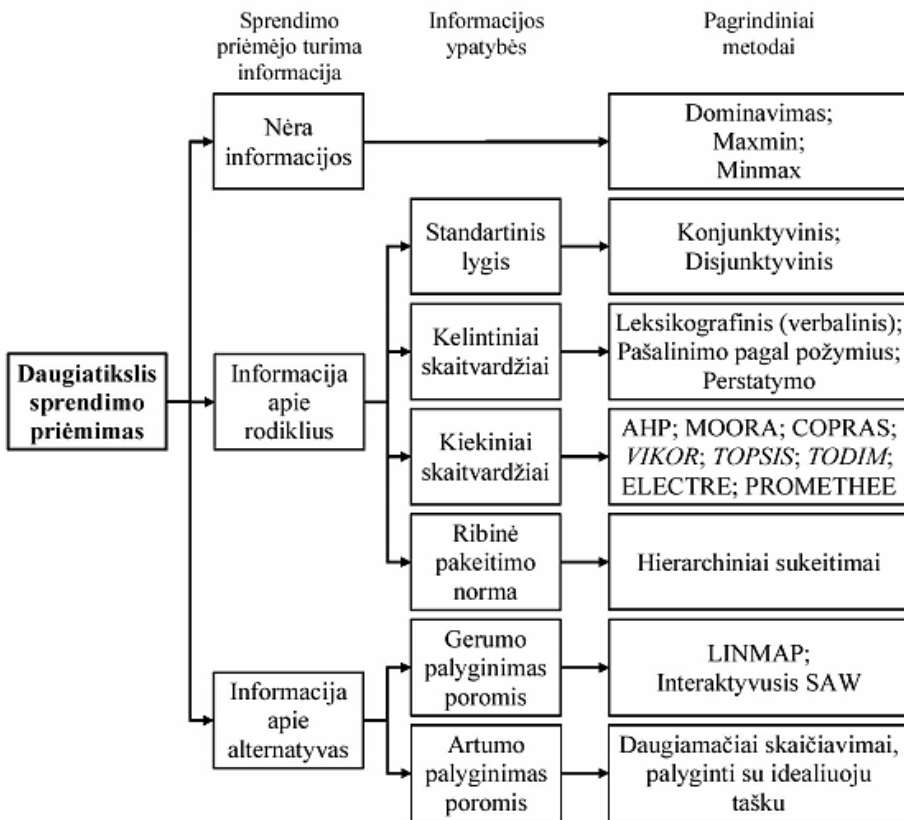 Sprendimo
priėmėjo turima
informacija
Informacijos
ypatybės
Pagrindiniai
metodai
Nėra
informacijos
Dominavimas;
Maxmin;
Minmax
Standartinis
lygis
Konjunktyvinis;
Disjunktyvinis
Kelintiniai
skaitvardžiai
Leksikografinis (verbalinis);
Pašalinimo pagal požymius;
Perstatymo
Daugiatikslis
sprendimo
priėmimas
Informacija
apie
rodiklius
Kiekiniai
skaitvardžiai
AHP; MOORA; COPRAS;
VIKOR; TOPSIS; TODIM;
ELECTRE; PROMETHEE
Ribinė
pakeitimo
norma
Hierarchiniai sukeitimai
Informacija
apie
alternatyvas
Gerumo
palyginimas
poromis
LINMAP;
Interaktyvusis SAW
Artumo
palyginimas
poromis
Daugiamačiai skaičiavimai,
palyginti su idealiuoju
tašku